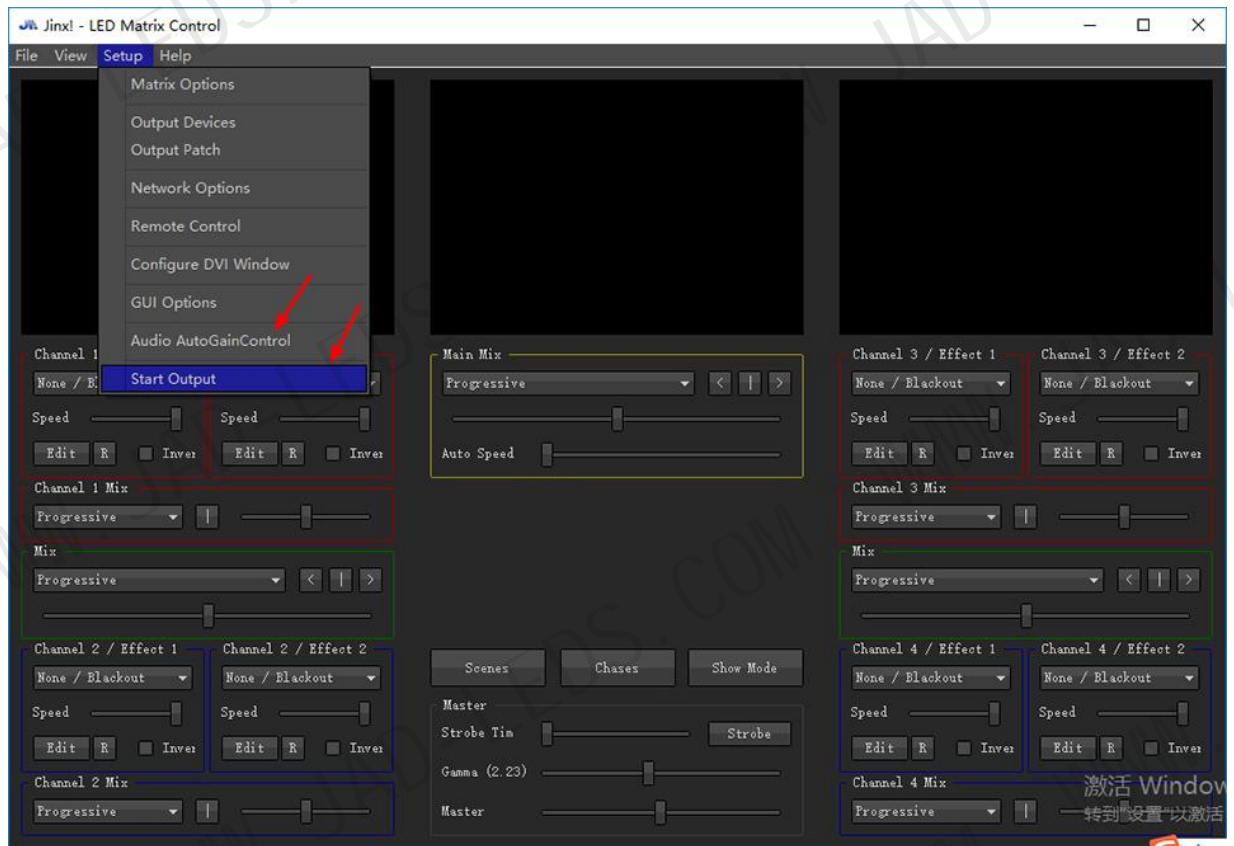 Jinx! - LED Matrix Control
File View Setup Help
Matrix Options
Output Devices
Output Patch
Network Options
Remote Control
Configure DVI Window
GUI Options
Audio AutoGainControl
Start Output
Channel 1
None / B
Speed
Speed
Edit R Inver
Edit R Inver
Channel 1 Mix
Progressive |
Mix
Progressive < | >
Channel 2 / Effect 1
Channel 2 / Effect 2
None / Blackout
None / Blackout
Speed
Speed
Edit R Inver
Edit R Inver
Channel 2 Mix
Progressive |
Main Mix
Progressive < | >
Auto Speed
Scenes Chases Show Mode
Master
Strobe Tim Strobe
Gamma (2.23)
Master
Channel 3 / Effect 1
Channel 3 / Effect 2
None / Blackout
None / Blackout
Speed
Speed
Edit R Inver
Edit R Inver
Channel 3 Mix
Progressive |
Mix
Progressive < | >
Channel 4 / Effect 1
Channel 4 / Effect 2
None / Blackout
None / Blackout
Speed
Speed
Edit R Inver
Edit R Inver
Channel 4 Mix
Progressive |
激活 Window
转到"设置"以激活
WWW.JAD-LEDS.COM